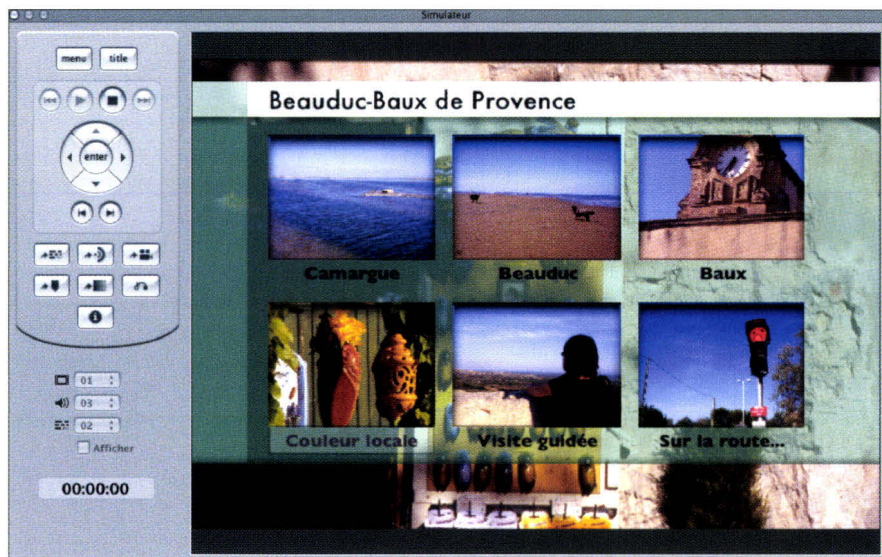 Simulateur
menu title
enter
01
03
02
Afficher
00:00:00
Beauduc-Baux de Provence
Camargue Beauduc Baux
Couleur locale Visite guidée Sur la route...